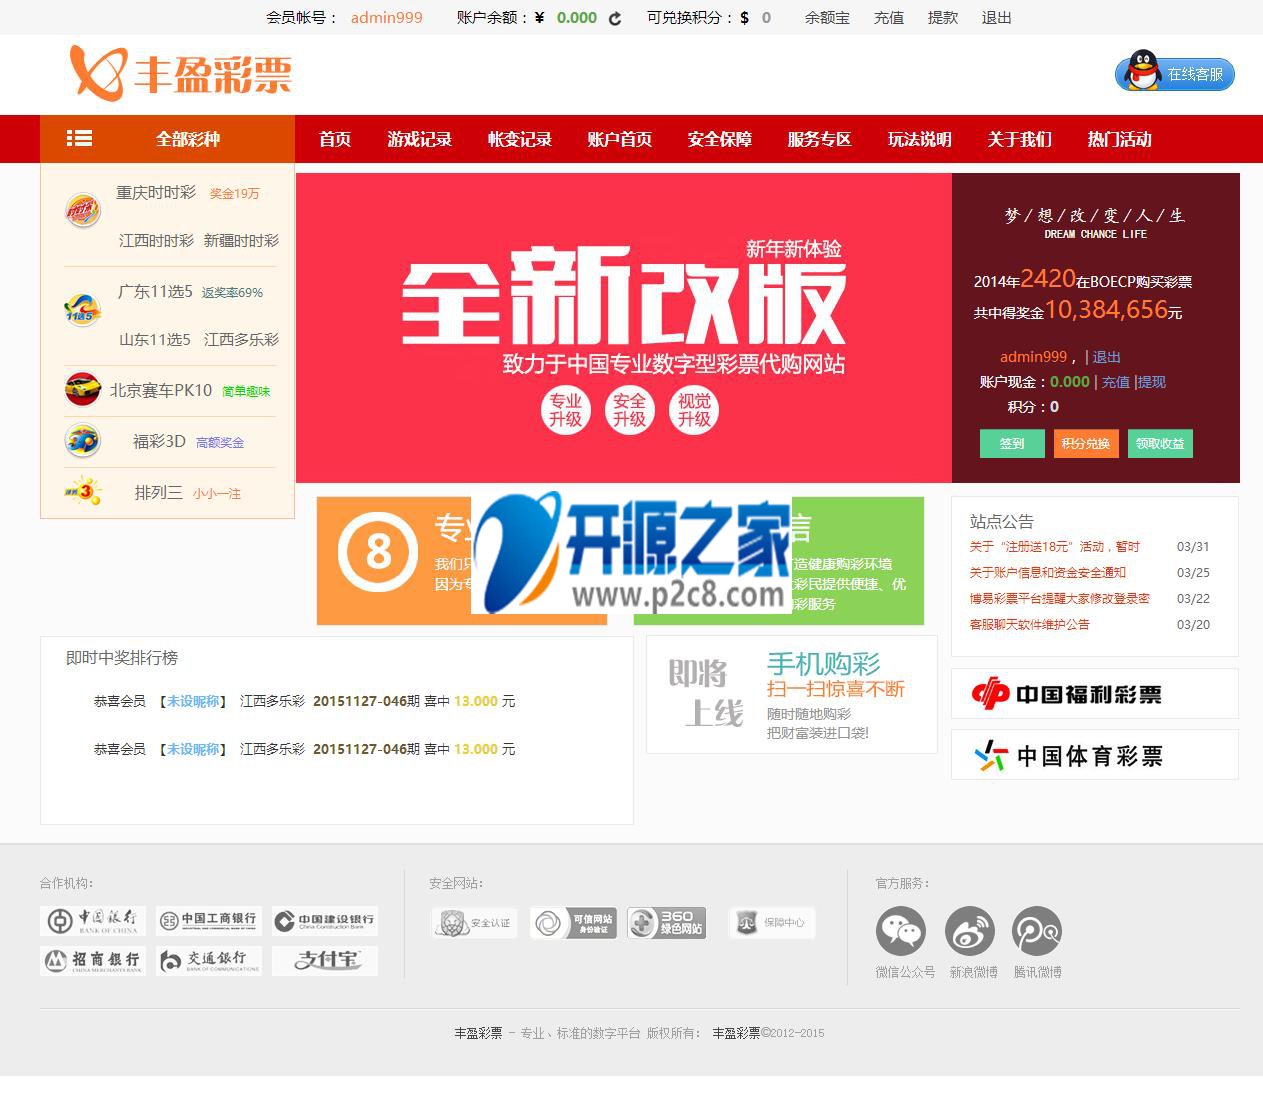 会员帐号： admin999 账户余额：¥ 0.000 可兑换积分：$ 0 余额宝 充值 提款 退出
丰盈彩票
在线客服
全部彩种 首页 游戏记录 帐变记录 账户首页 安全保障 服务专区 玩法说明 关于我们 热门活动
重庆时时彩 奖金19万
江西时时彩 新疆时时彩
广东11选5 返奖率69%
山东11选5 江西多乐彩
北京赛车PK10 简单趣味
福彩3D 高额奖金
排列三 小小一注
新年新体验
全新改版
致力于中国专业数字型彩票代购网站
专业升级 安全升级 视觉升级
梦/想/改/变/人/生
DREAM CHANCE LIFE
2014年2420在BOECP购买彩票
共中得奖金10,384,656元
admin999， | 退出
账户现金：0.000 | 充值 |提现
积分：0
签到 积分兑换 领取收益
8 专
我们只
因为专
开源之家
www.p2c8.com
言
造健康购彩环境
彩民提供便捷、优
彩服务
站点公告
关于“注册送18元”活动，暂时 03/31
关于账户信息和资金安全通知 03/25
博易彩票平台提醒大家修改登录密 03/22
客服聊天软件维护公告 03/20
即时中奖排行榜
恭喜会员 【未设昵称】 江西多乐彩 20151127-046期 喜中 13.000 元
恭喜会员 【未设昵称】 江西多乐彩 20151127-046期 喜中 13.000 元
即将
上线
手机购彩
扫一扫惊喜不断
随时随地购彩
把财富装进口袋!
中国福利彩票
中国体育彩票
合作机构：
中国银行 BANK OF CHINA 中国工商银行 INDUSTRIAL AND COMMERCIAL BANK OF CHINA 中国建设银行 China Construction Bank
招商银行 CHINA MERCHANTS BANK 交通银行 BANK OF COMMUNICATIONS 支付宝
安全网站：
安全认证 可信网站 身份验证 360 绿色网站 保障中心
官方服务：
微信公众号 新浪微博 腾讯微博
丰盈彩票 - 专业、标准的数字平台 版权所有： 丰盈彩票©2012-2015